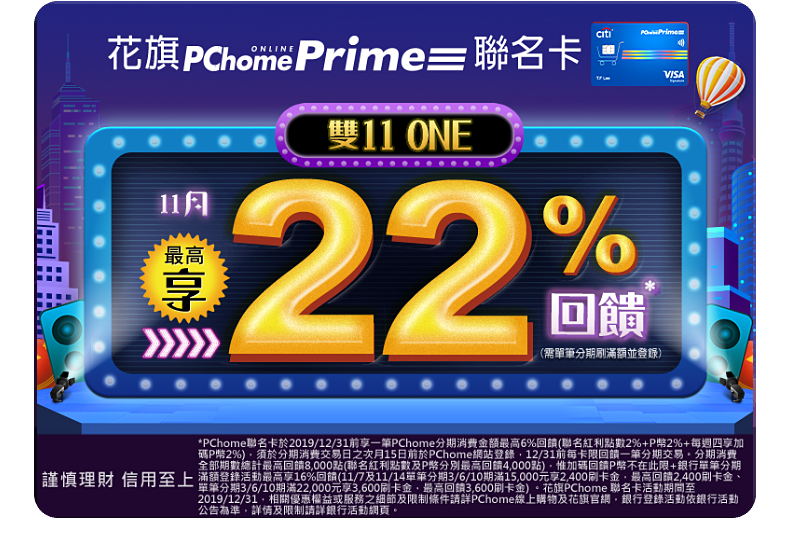 花旗 PChome ONLINE Prime 聯名卡
citi PChome Prime
T.F Lau
VISA
Signature
雙11 ONE
11月
最高
享
22%
回饋*
(需單筆分期刷滿額並登錄)
謹慎理財 信用至上
*PChome聯名卡於2019/12/31前享一筆PChome分期消費金額最高6%回饋(聯名紅利點數2%+P幣2%+每週四享加
碼P幣2%)，須於分期消費交易日之次月15日前於PChome網站登錄，12/31前每卡限回饋一筆分期交易。分期消費
全部期數總計最高回饋8,000點(聯名紅利點數及P幣分別最高回饋4,000點)，惟加碼回饋P幣不在此限+銀行單筆分期
滿額登錄活動最高享16%回饋(11/7及11/14單筆分期3/6/10期滿15,000元享2,400刷卡金，最高回饋2,400刷卡金、
單筆分期3/6/10期滿22,000元享3,600刷卡金，最高回饋3,600刷卡金)。花旗PChome 聯名卡活動期間至
2019/12/31，相關優惠權益或服務之細節及限制條件請詳PChome線上購物及花旗官網，銀行登錄活動依銀行活動
公告為準，詳情及限制請詳銀行活動網頁。